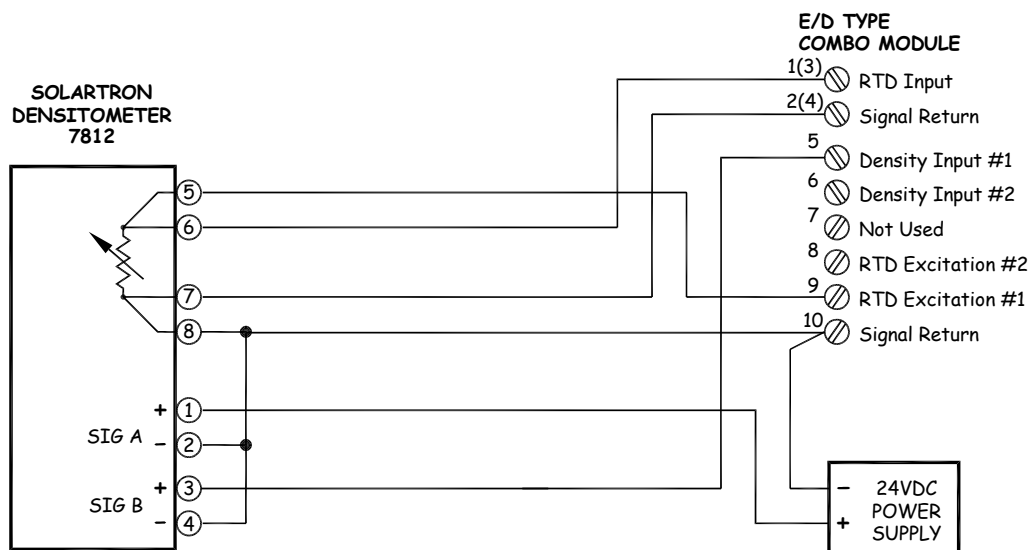 E/D TYPE
COMBO MODULE
SOLARTRON
DENSITOMETER
7812
1(3) RTD Input
2(4) Signal Return
5 Density Input #1
6 Density Input #2
7 Not Used
8 RTD Excitation #2
9 RTD Excitation #1
10 Signal Return
5
6
7
8
+ 1
SIG A
- 2
+ 3
SIG B
- 4
- 24VDC
POWER
+ SUPPLY